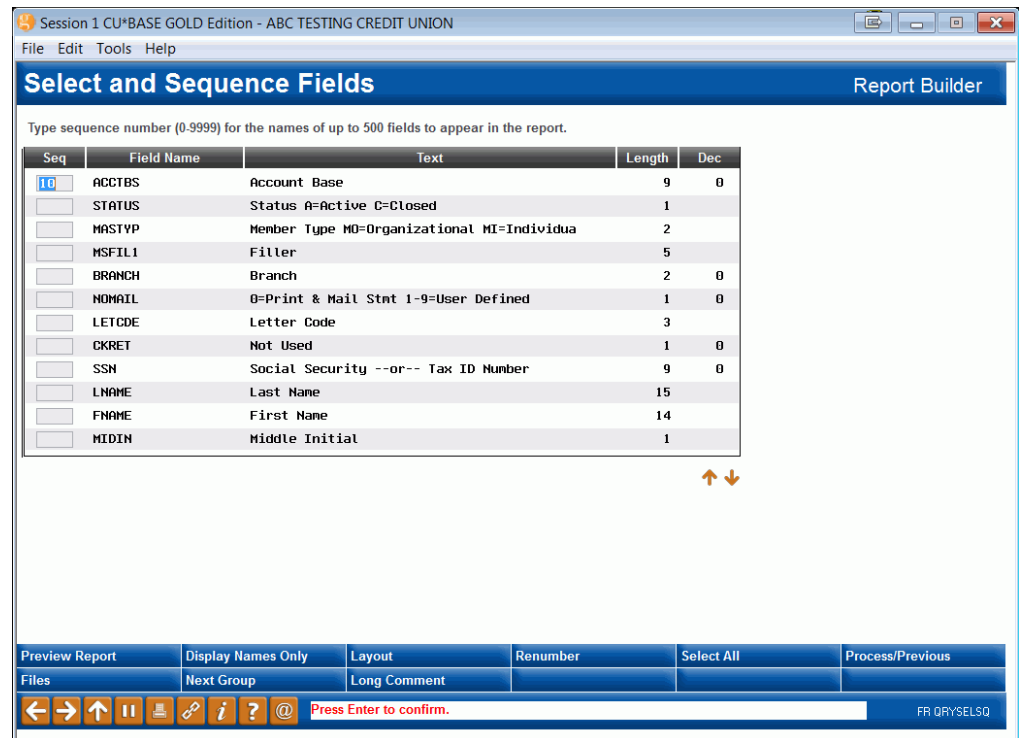 Session 1 CU*BASE GOLD Edition - ABC TESTING CREDIT UNION
File Edit Tools Help
Select and Sequence Fields Report Builder
Type sequence number (0-9999) for the names of up to 500 fields to appear in the report.
Seq Field Name Text Length Dec
10 ACCTBS Account Base 9 0
STATUS Status A=Active C=Closed 1
MASTYP Member Type MO=Organizational MI=Individua 2
MSFIL1 Filler 5
BRANCH Branch 2 0
NOMAIL 0=Print & Mail Stmt 1-9=User Defined 1 0
LETCDE Letter Code 3
CKRET Not Used 1 0
SSN Social Security --or-- Tax ID Number 9 0
LNAME Last Name 15
FNAME First Name 14
MIDIN Middle Initial 1
Preview Report Display Names Only Layout Renumber Select All Process/Previous
Files Next Group Long Comment
i ? @ Press Enter to confirm. FR QRYSELSQ